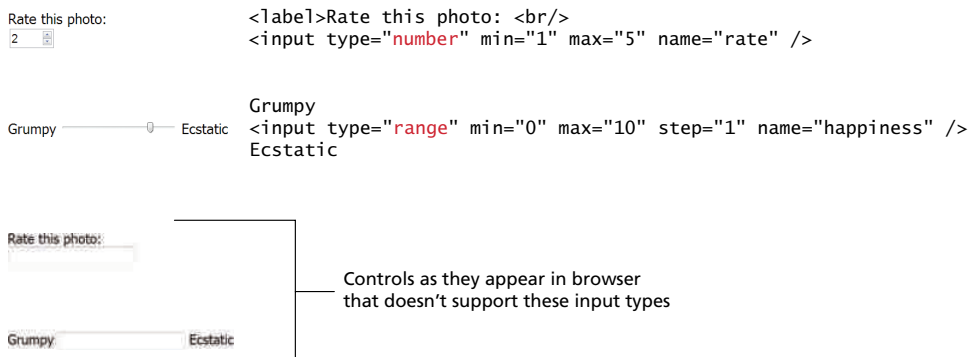 Rate this photo:
2
<label>Rate this photo: <br/>
<input type="number" min="1" max="5" name="rate" />
Grumpy Ecstatic
Grumpy
<input type="range" min="0" max="10" step="1" name="happiness" />
Ecstatic
Rate this photo:
Controls as they appear in browser
that doesn't support these input types
Grumpy Ecstatic